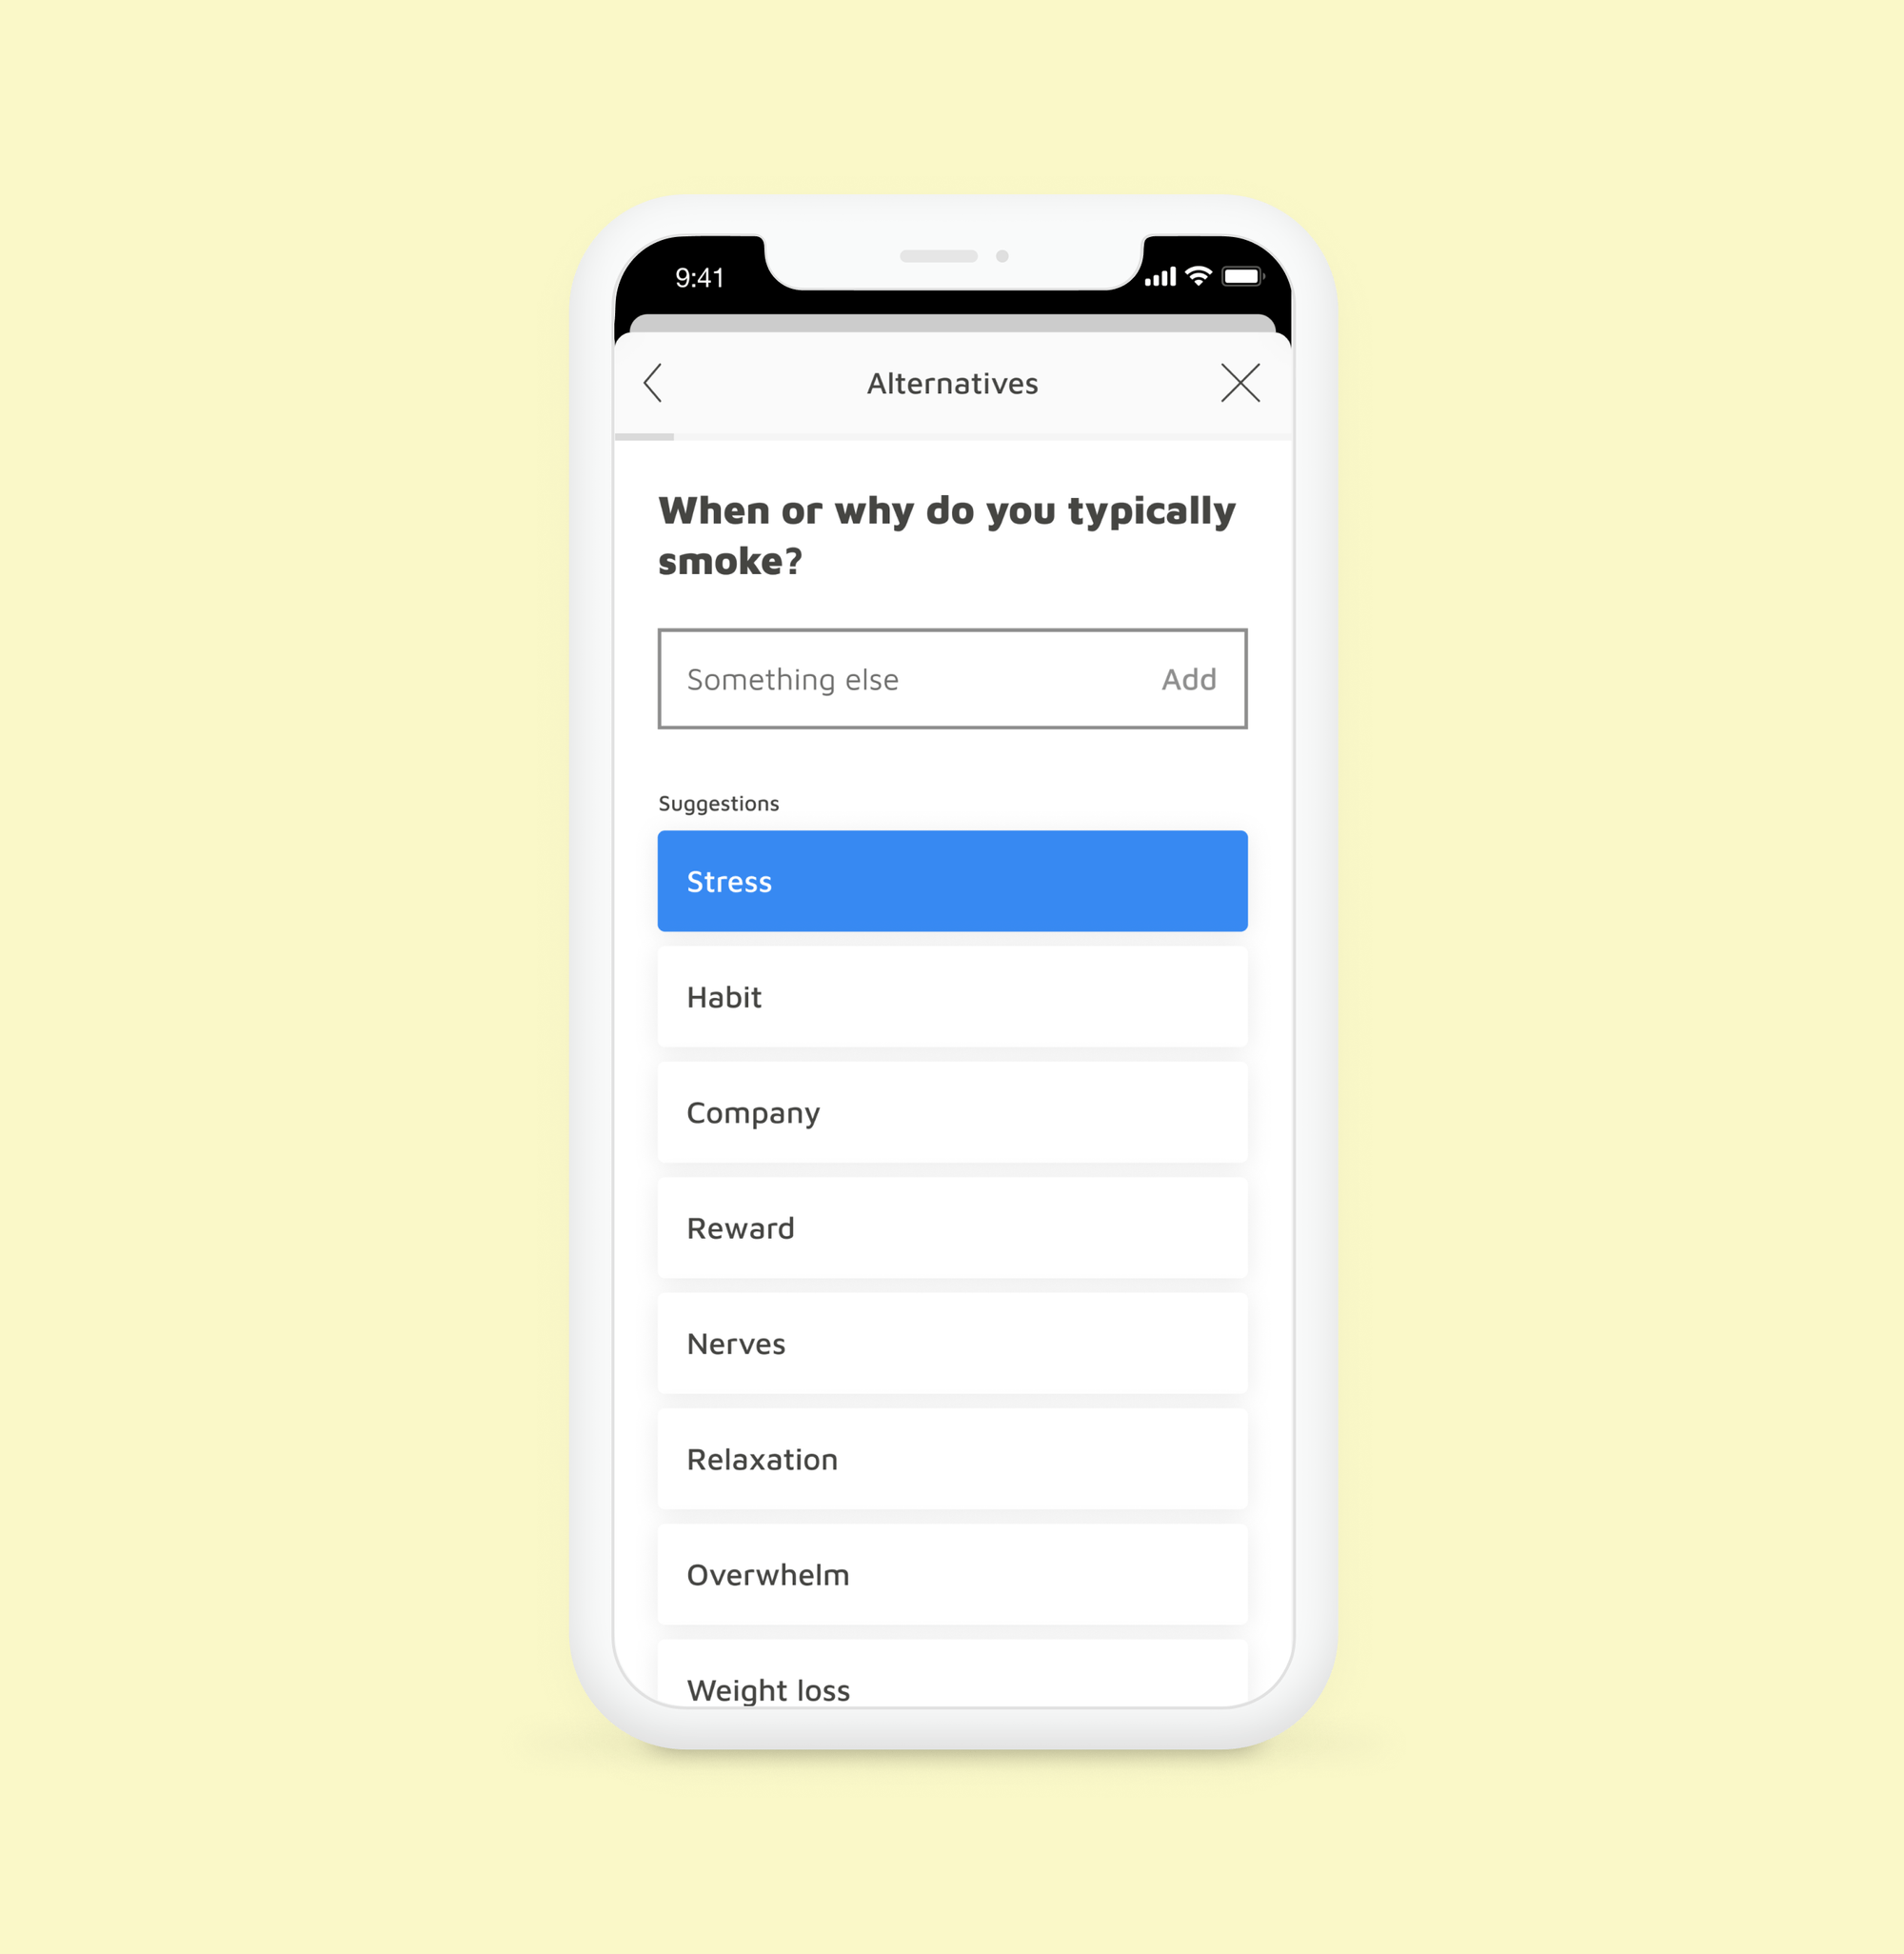 9:41
Alternatives
When or why do you typically
smoke?
Something else Add
Suggestions
Stress
Habit
Company
Reward
Nerves
Relaxation
Overwhelm
Weight loss